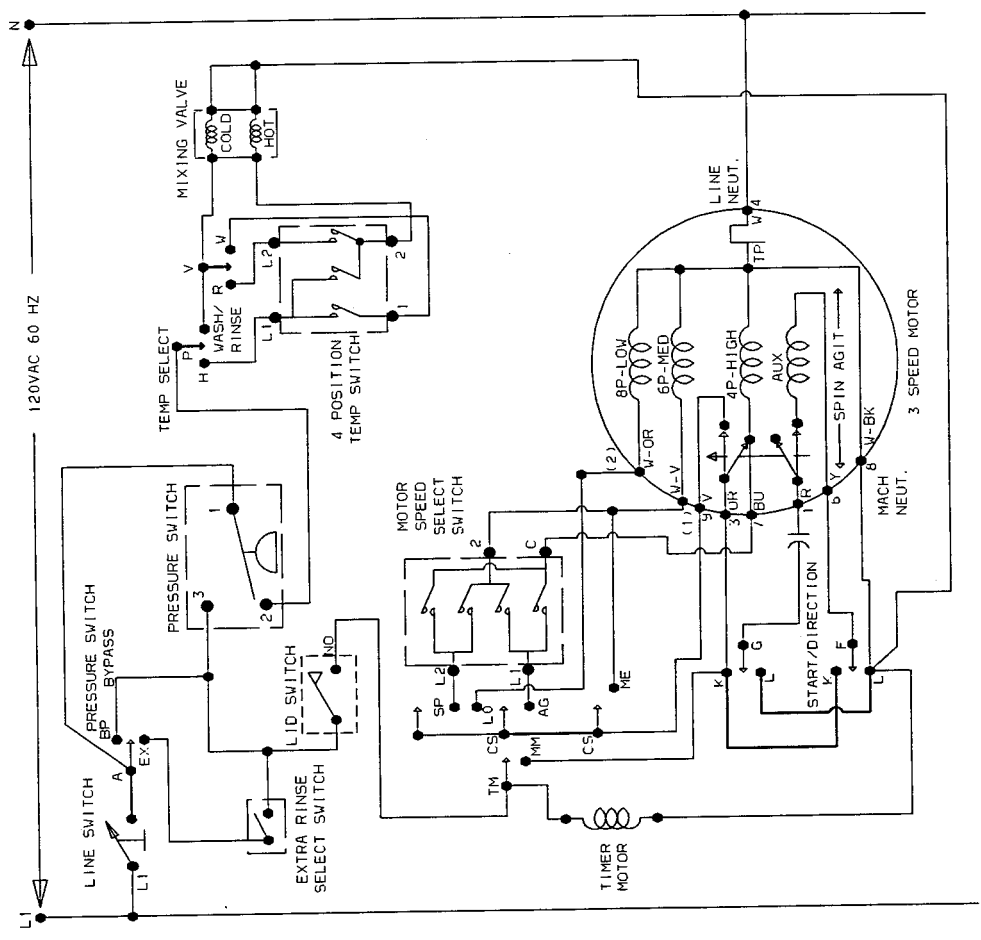 120VAC 60 HZ
L1
N
LINE SWITCH
L1
PRESSURE SWITCH
BYPASS
BP
A
EX
EXTRA RINSE
SELECT SWITCH
PRESSURE SWITCH
1
3
2
LID SWITCH
NO
TEMP SELECT
P
H
V
W
R
WASH/
RINSE
L1
L2
1
2
4 POSITION
TEMP SWITCH
MIXING VALVE
COLD
HOT
MOTOR
SPEED
SELECT
SWITCH
2
C
L2
L1
SP
LO
AG
CS
MM
CS
ME
TM
TIMER
MOTOR
K
G
L
START/DIRECTION
K
F
L
LINE
NEUT.
W
4
TP
8P-LOW
6P-MED
4P-HIGH
AUX
SPIN AGIT
(2)
W-OR
W-V
(1)
9
V
3
OR
7
BU
1
R
6
Y
8
W-BK
MACH
NEUT.
3 SPEED MOTOR